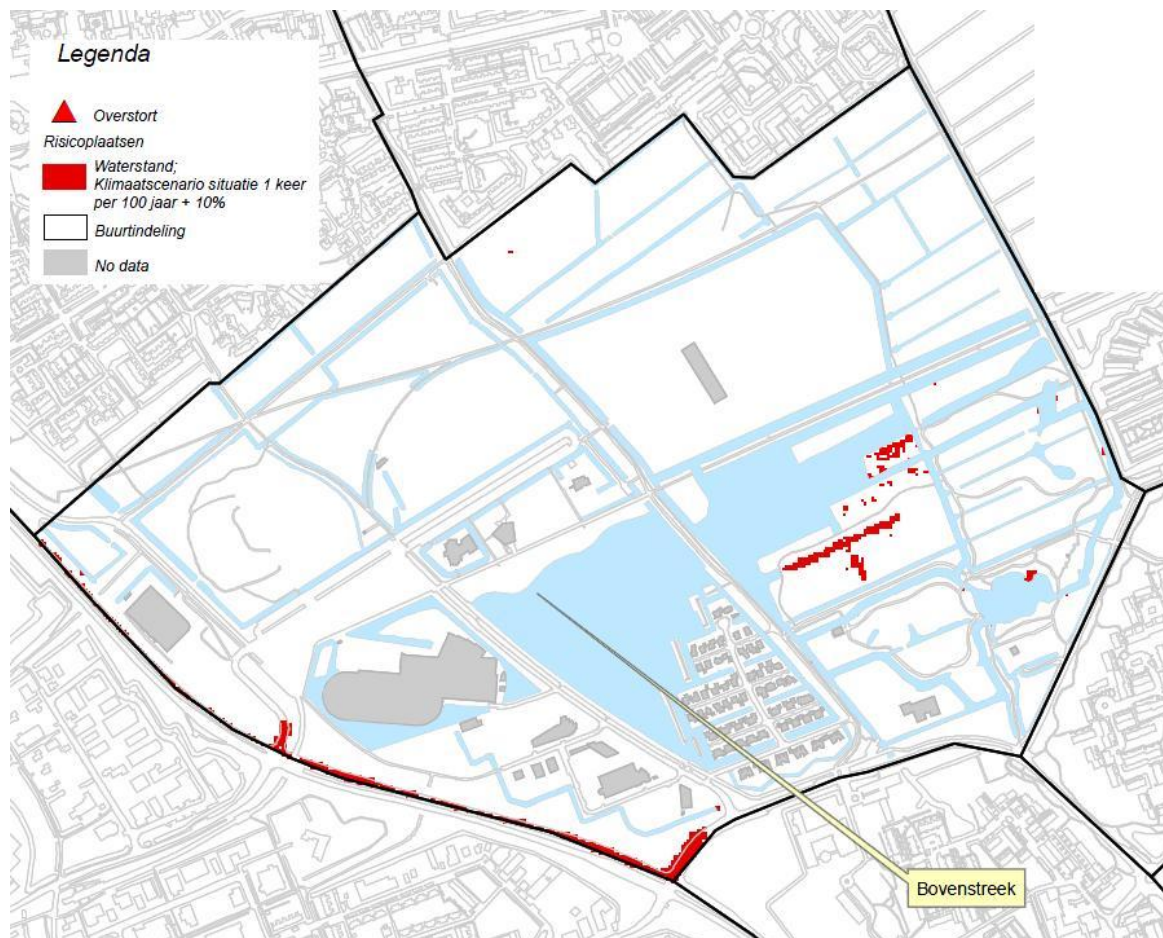 Legenda
Overstort
Risicoplaatsen
Waterstand;
Klimaatscenario situatie 1 keer
per 100 jaar + 10%
Buurtindeling
No data
Bovenstreek